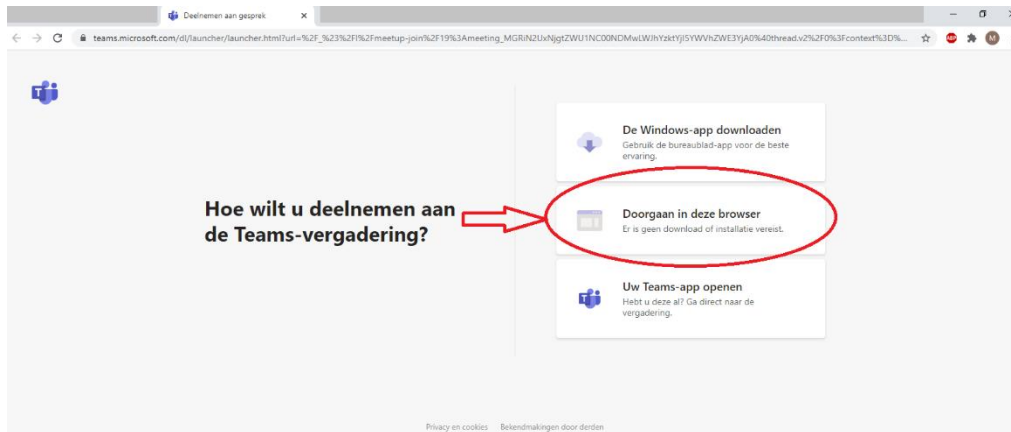 Deelnemen aan gesprek
teams.microsoft.com/dl/launcher/launcher.html?url=%2F_%23%2Fl%2Fmeetup-join%2F19%3Ameeting_MGRiN2UxNjgtZWU1NC00NDMwLWJhYzktYjI5YWVhZWE3YjA0%40thread.v2%2F0%3Fcontext%3D%...
ABP
M
De Windows-app downloaden
Gebruik de bureaublad-app voor de beste
ervaring.
Hoe wilt u deelnemen aan
de Teams-vergadering?
Doorgaan in deze browser
Er is geen download of installatie vereist.
Uw Teams-app openen
Hebt u deze al? Ga direct naar de
vergadering.
Privacy en cookies Bekendmakingen door derden